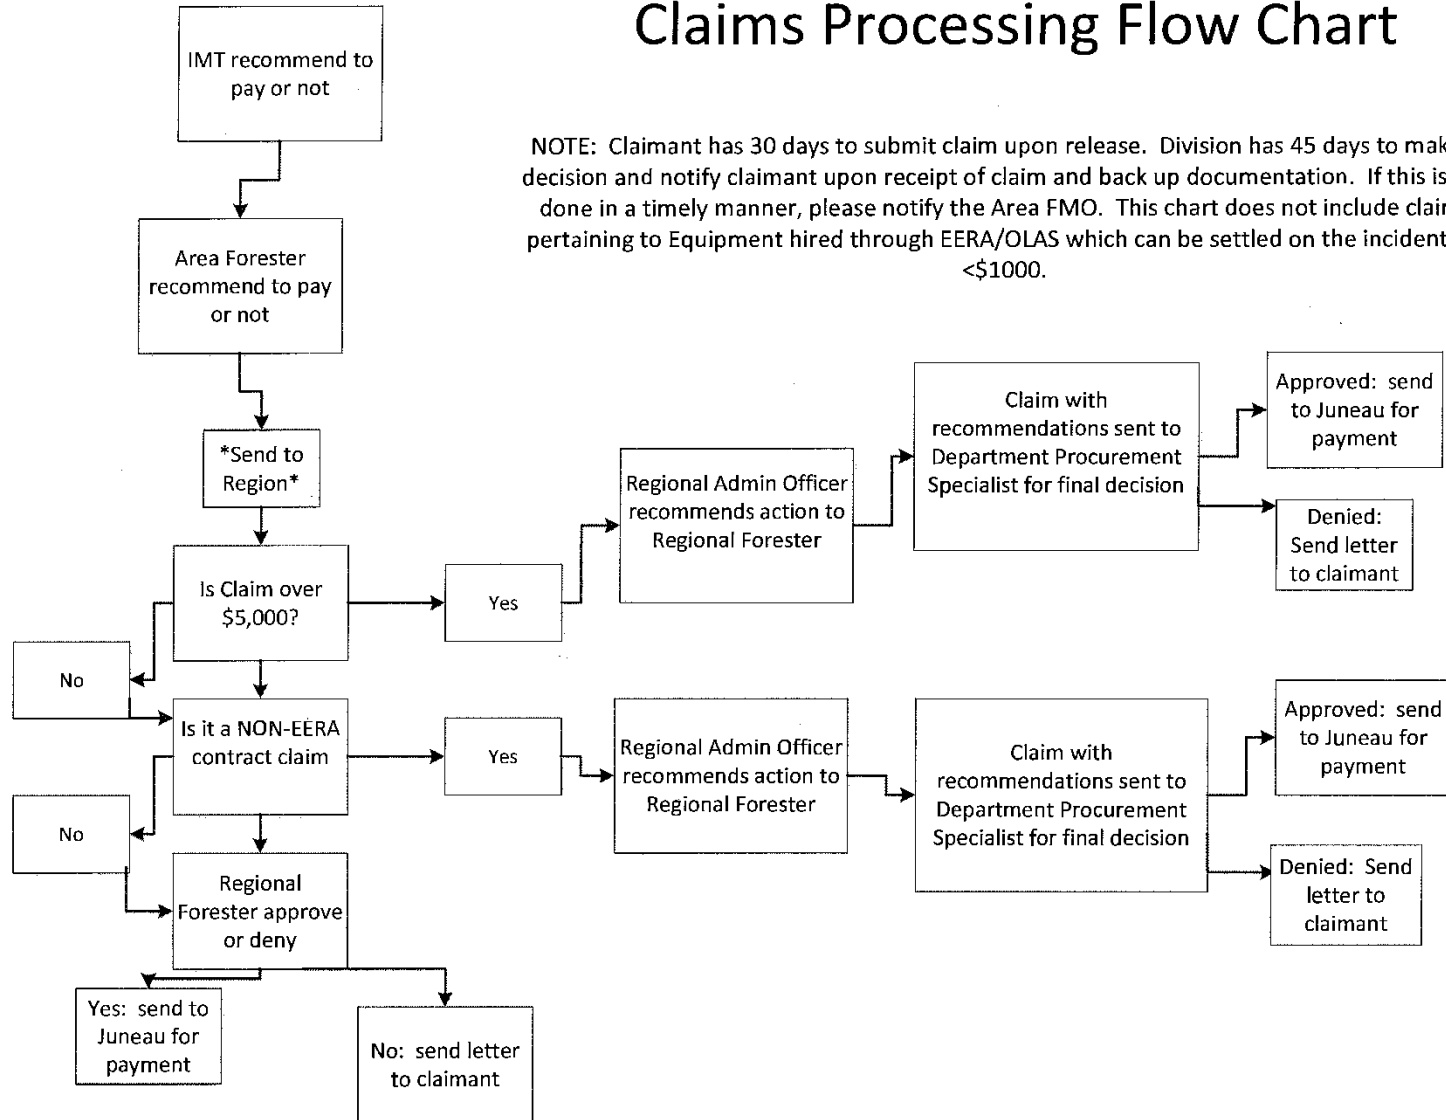 Claims Processing Flow Chart
IMT recommend to
pay or not
NOTE: Claimant has 30 days to submit claim upon release. Division has 45 days to mak
decision and notify claimant upon receipt of claim and back up documentation. If this is
done in a timely manner, please notify the Area FMO. This chart does not include clai
pertaining to Equipment hired through EERA/OLAS which can be settled on the incident
<$1000.
Area Forester
recommend to pay
or not
*Send to
Region*
Is Claim over
$5,000?
Yes
Regional Admin Officer
recommends action to
Regional Forester
Claim with
recommendations sent to
Department Procurement
Specialist for final decision
Approved: send
to Juneau for
payment
Denied:
Send letter
to claimant
No
Is it a NON-EERA
contract claim
Yes
Regional Admin Officer
recommends action to
Regional Forester
Claim with
recommendations sent to
Department Procurement
Specialist for final decision
Approved: send
to Juneau for
payment
Denied: Send
letter to
claimant
No
Regional
Forester approve
or deny
Yes: send to
Juneau for
payment
No: send letter
to claimant